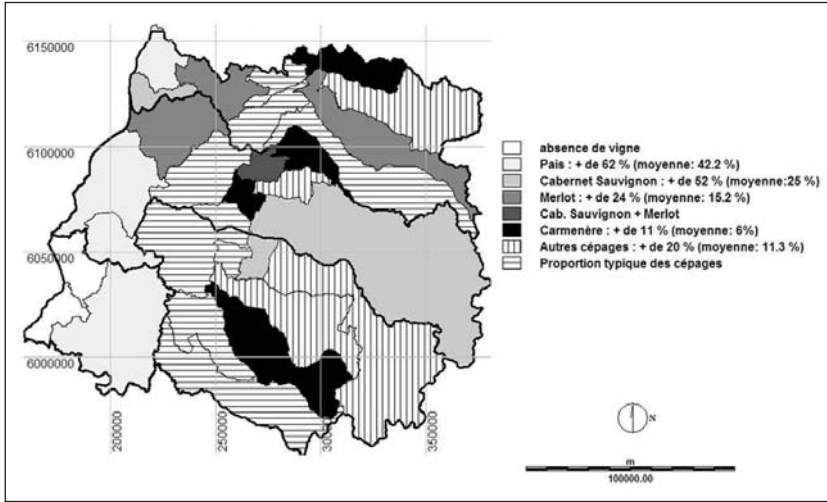 6150000
6100000
6050000
6000000
200000
250000
300000
350000
absence de vigne
Pais : + de 62 % (moyenne: 42.2 %)
Cabernet Sauvignon : + de 52 % (moyenne:25 %)
Merlot : + de 24 % (moyenne: 15.2 %)
Cab. Sauvignon + Merlot
Carmenère : + de 11 % (moyenne: 6%)
Autres cépages : + de 20 % (moyenne: 11.3 %)
Proportion typique des cépages
N
m
100000.00